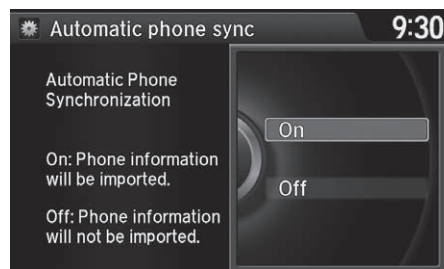 Automatic phone sync
9:30
Automatic Phone
Synchronization
On: Phone information
will be imported.
Off: Phone information
will not be imported.
On
Off